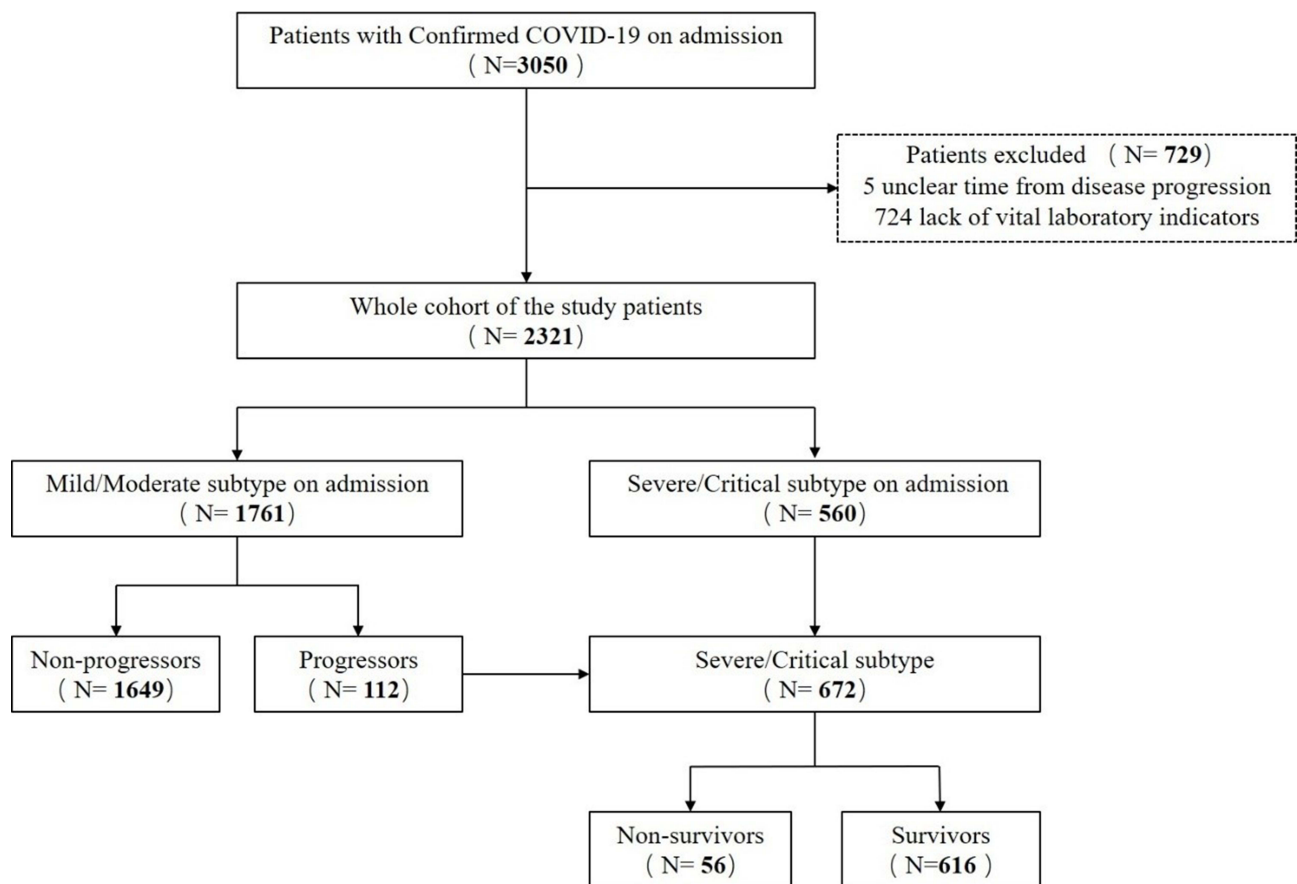 Patients with Confirmed COVID-19 on admission
( N=3050 )
Patients excluded ( N= 729)
5 unclear time from disease progression
724 lack of vital laboratory indicators
Whole cohort of the study patients
( N= 2321)
Mild/Moderate subtype on admission
( N= 1761)
Severe/Critical subtype on admission
( N= 560)
Non-progressors
( N= 1649)
Progressors
( N= 112)
Severe/Critical subtype
( N= 672)
Non-survivors
( N= 56)
Survivors
( N=616 )